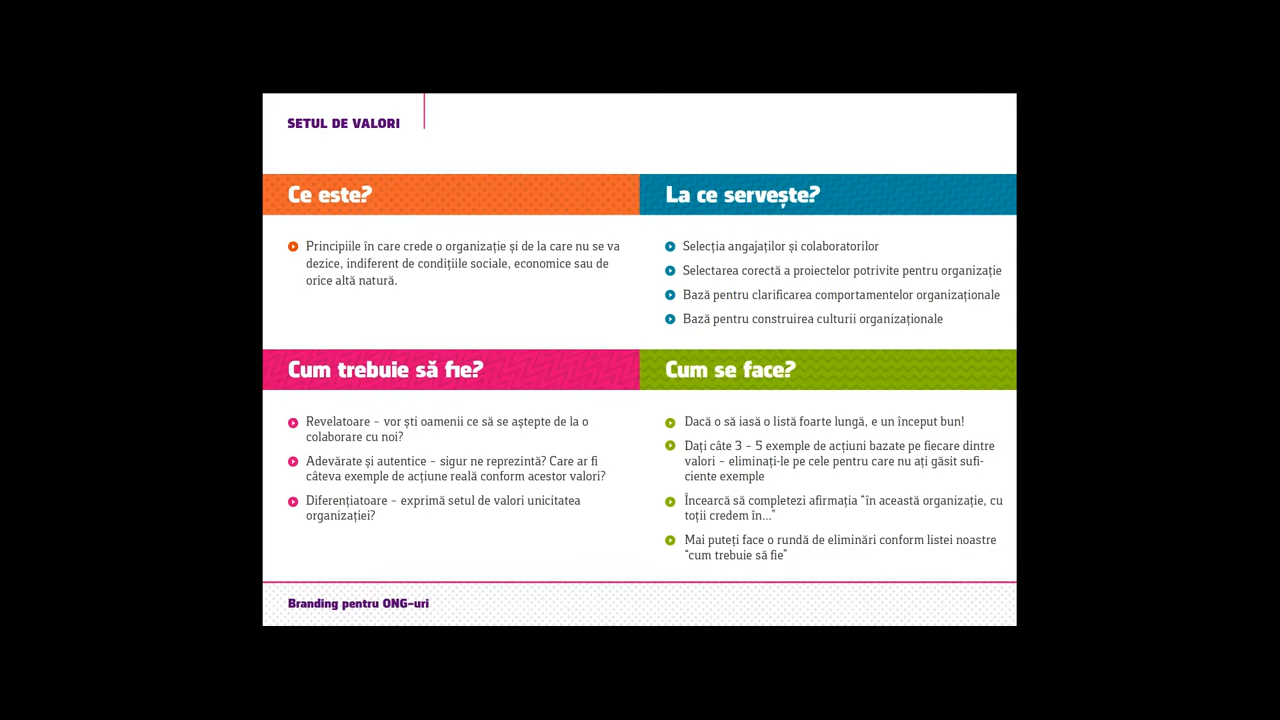 SETUL DE VALORI
Ce este?
Principiile în care crede o organizație și de la care nu se va
dezice, indiferent de condițiile sociale, economice sau de
orice altă natură.
La ce servește?
Selecția angajaților și colaboratorilor
Selectarea corectă a proiectelor potrivite pentru organizație
Bază pentru clarificarea comportamentelor organizaționale
Bază pentru construirea culturii organizaționale
Cum trebuie să fie?
Revelatoare – vor ști oamenii ce să se aștepte de la o
colaborare cu noi?
Adevărate și autentice – sigur ne reprezintă? Care ar fi
câteva exemple de acțiune reală conform acestor valori?
Diferențiatoare – exprimă setul de valori unicitatea
organizației?
Cum se face?
Dacă o să iasă o listă foarte lungă, e un început bun!
Dați câte 3 – 5 exemple de acțiuni bazate pe fiecare dintre
valori – eliminați-le pe cele pentru care nu ați găsit sufi-
ciente exemple
Încearcă să completezi afirmația “în această organizație, cu
toții credem în...”
Mai puteți face o rundă de eliminări conform listei noastre
“cum trebuie să fie”
Branding pentru ONG–uri